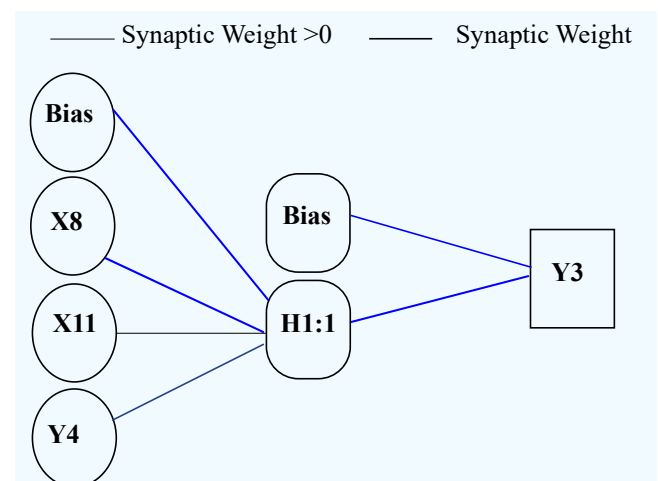 Synaptic Weight >0 Synaptic Weight
Bias
X8
Bias
Y3
X11
H1:1
Y4